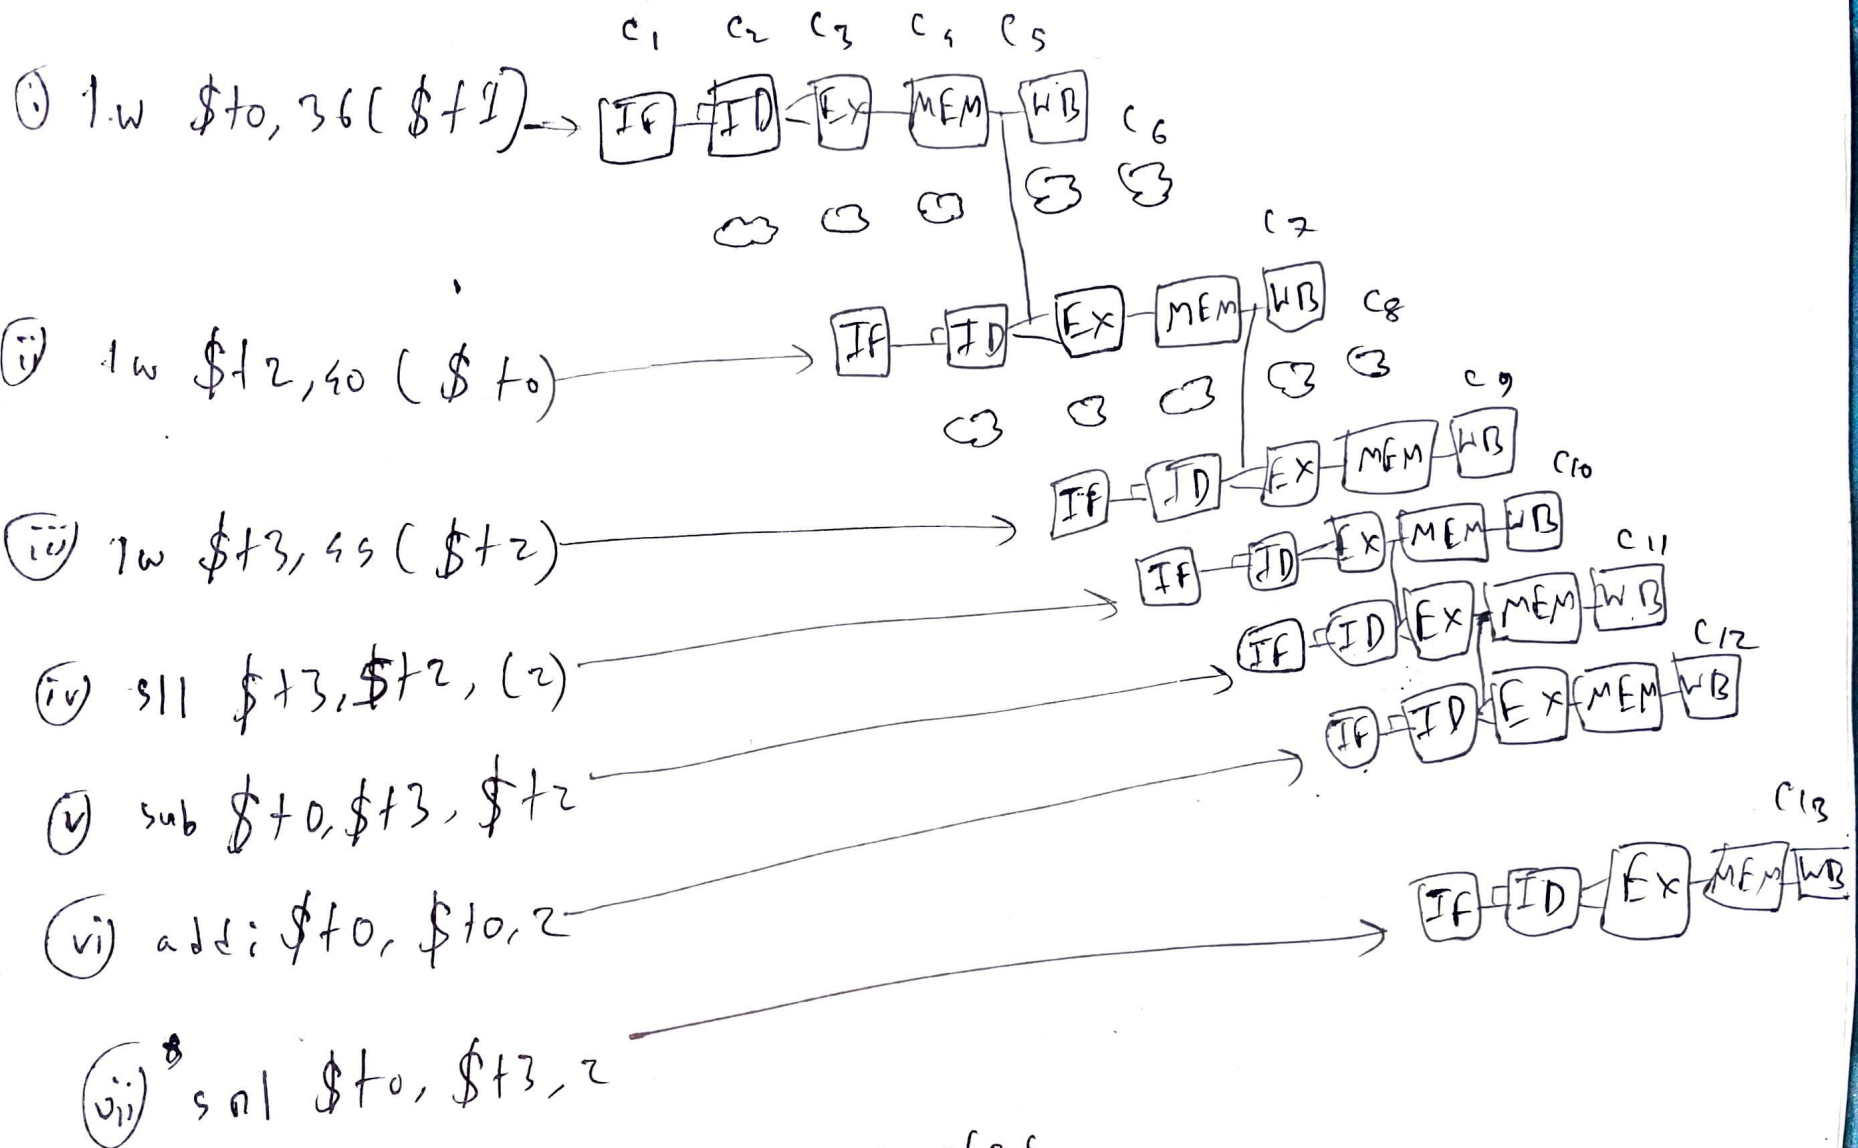 C1 C2 C3 C4 C5
(i) lw $t0, 36($t1) → IF ID EX MEM WB C6
C7
(ii) lw $t2, 40($t0) → IF ID EX MEM WB C8
C9
(iii) lw $t3, 44($t2) → IF ID EX MEM WB C10
(iv) sll $t3, $t2, (2) → IF ID EX MEM WB C11
(v) sub $t0, $t3, $t2 → IF ID EX MEM WB C12
(vi) addi $t0, $t0, 2 → IF ID EX MEM WB
C13
(vii) srl $t0, $t3, 2 → IF ID EX MEM WB